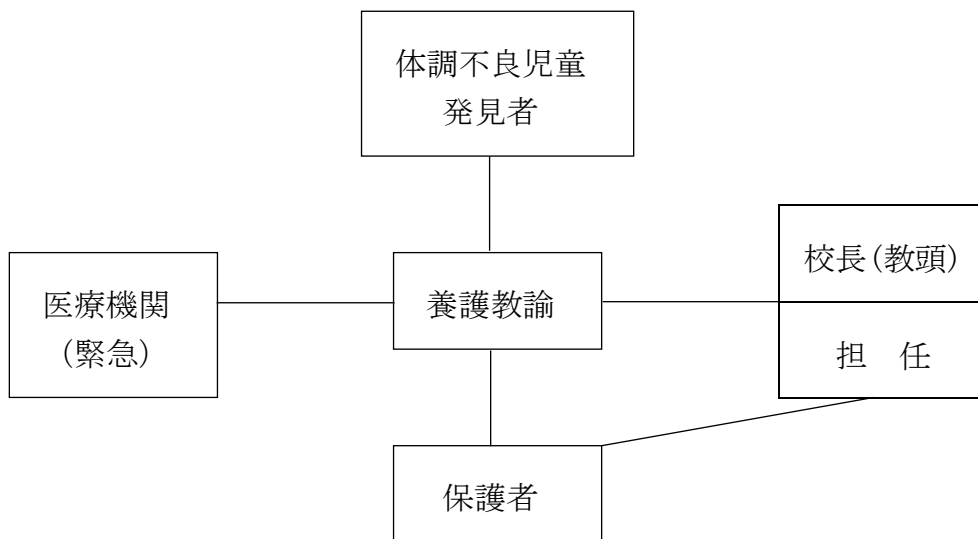 体調不良児童
発見者
校長(教頭)
医療機関
(緊急)
養護教諭
担　任
保護者